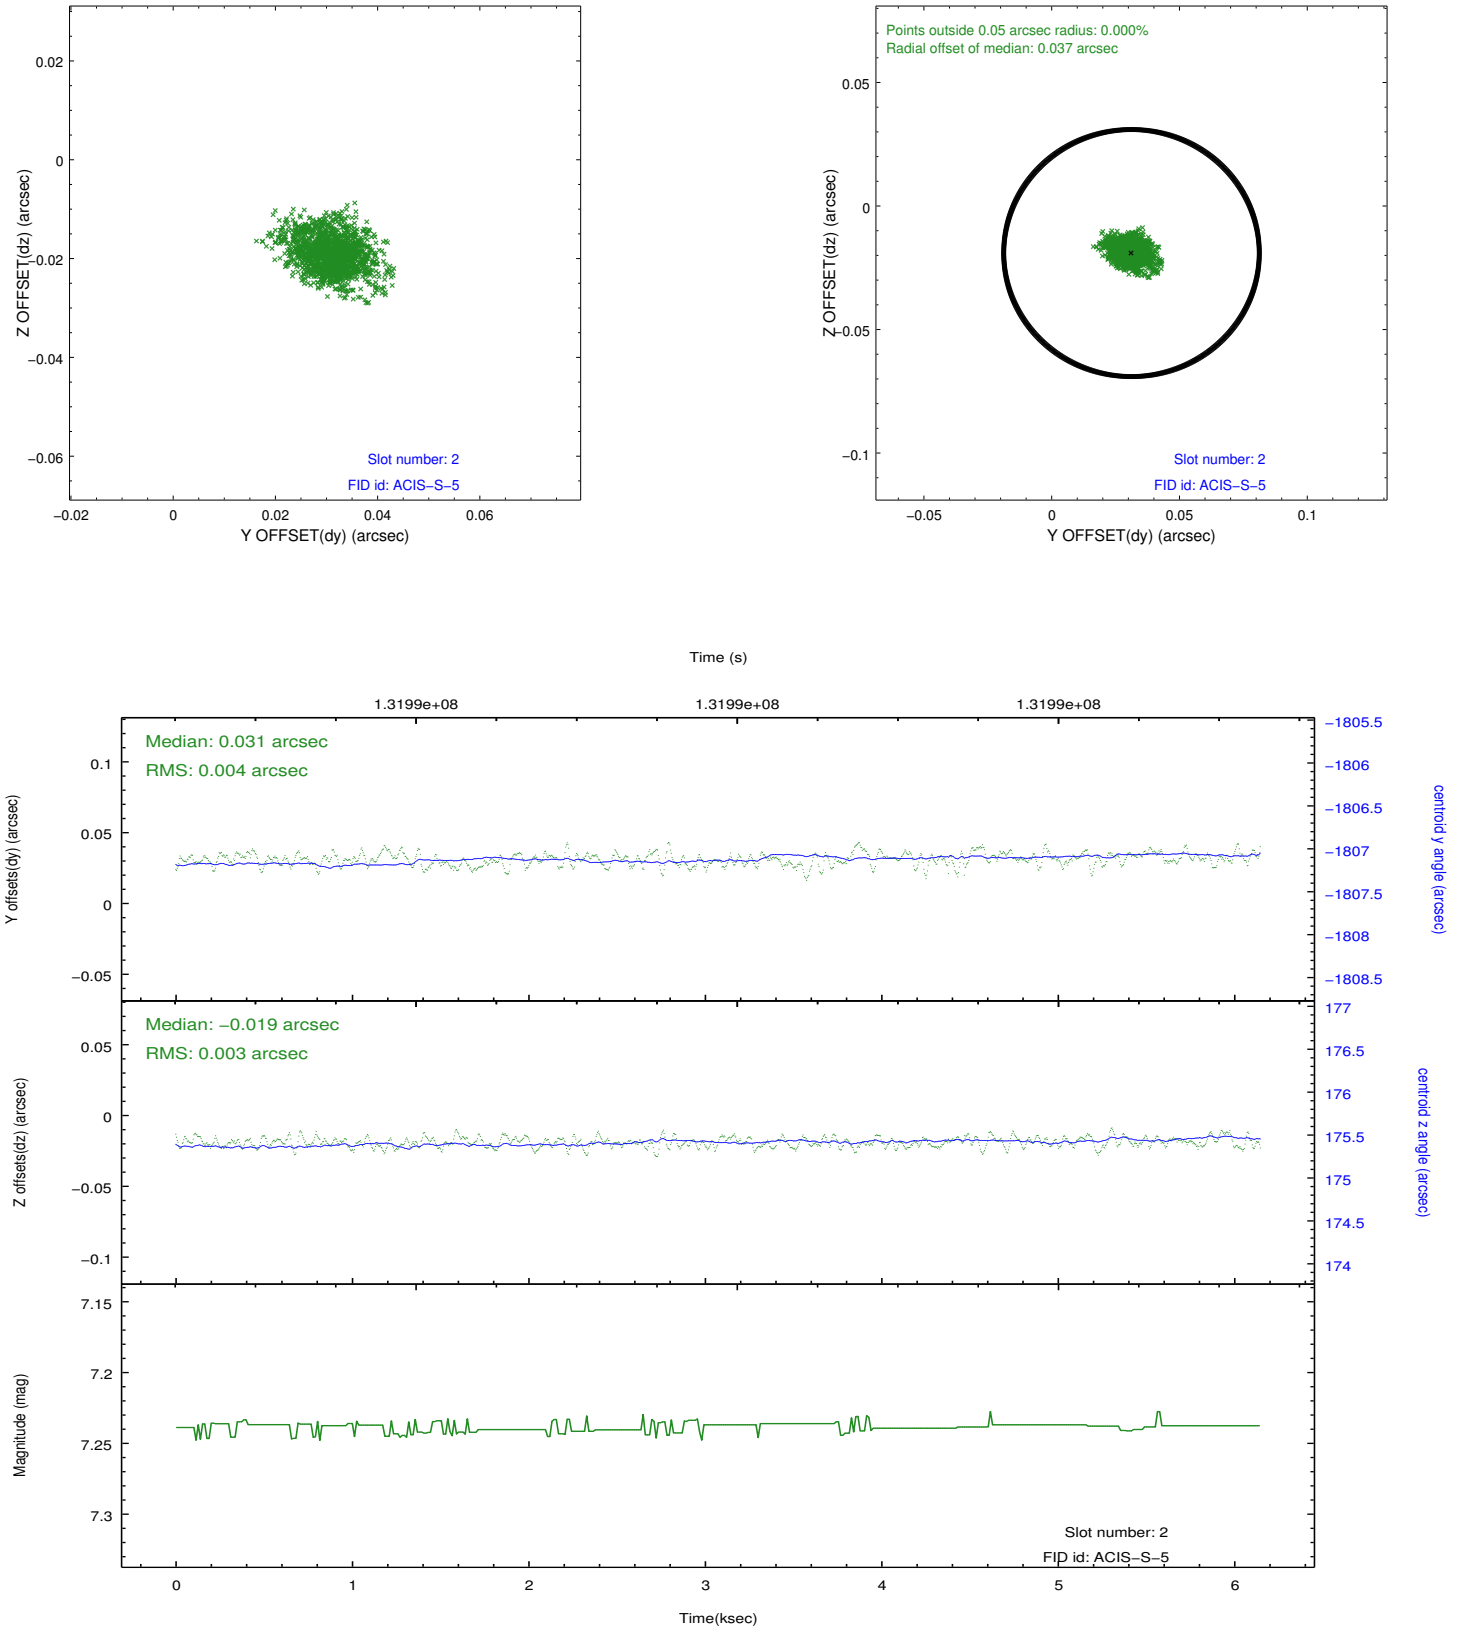 0.02
0
−0.02
−0.04
−0.06
Z OFFSET(dz) (arcsec)
Slot number: 2
FID id: ACIS−S−5
−0.02
0
0.02
0.04
0.06
Y OFFSET(dy) (arcsec)
Points outside 0.05 arcsec radius: 0.000%
Radial offset of median: 0.037 arcsec
0.05
0
−0.05
−0.1
Z OFFSET(dz) (arcsec)
Slot number: 2
FID id: ACIS−S−5
−0.05
0
0.05
0.1
Y OFFSET(dy) (arcsec)
Time (s)
1.3199e+08
1.3199e+08
1.3199e+08
Median: 0.031 arcsec
RMS: 0.004 arcsec
0.1
0.05
0
−0.05
Y offsets(dy) (arcsec)
−1805.5
−1806
−1806.5
−1807
−1807.5
−1808
−1808.5
centroid y angle (arcsec)
Median: −0.019 arcsec
RMS: 0.003 arcsec
0.05
0
−0.05
−0.1
Z offsets(dz) (arcsec)
177
176.5
176
175.5
175
174.5
174
centroid z angle (arcsec)
7.15
7.2
7.25
7.3
Magnitude (mag)
Slot number: 2
FID id: ACIS−S−5
0
1
2
3
4
5
6
Time(ksec)